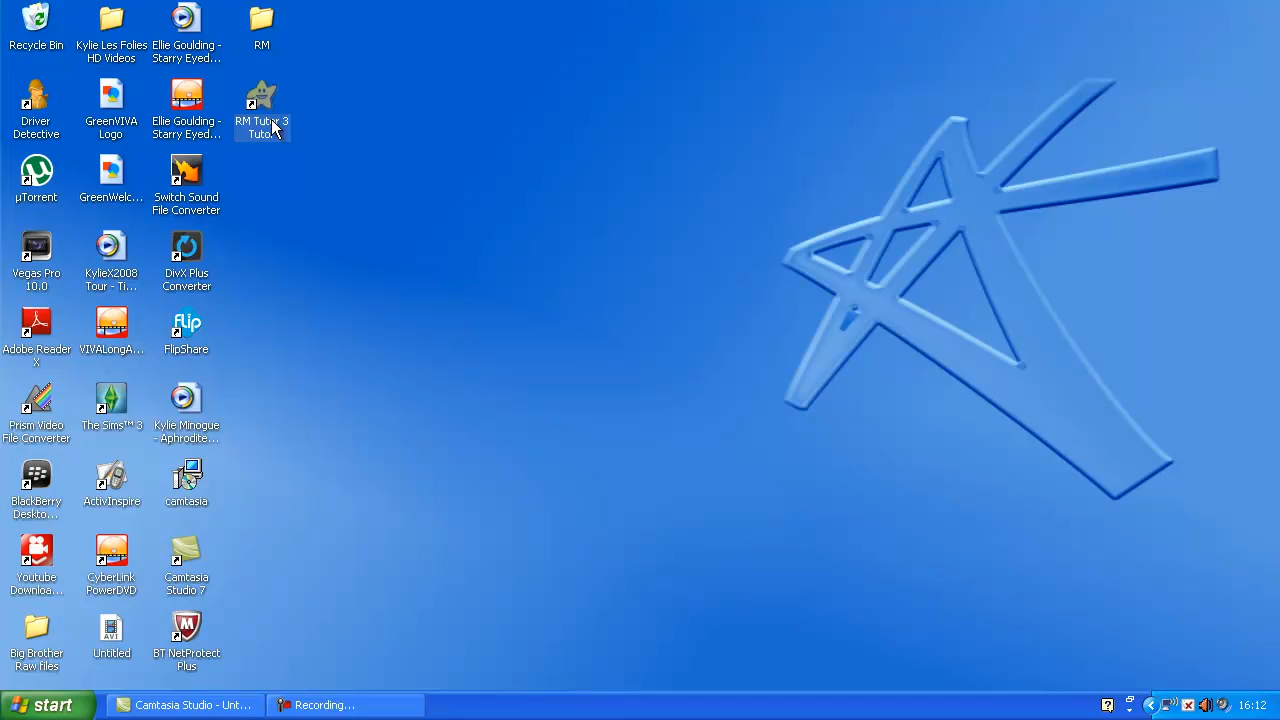 Recycle Bin
Kylie Les Folies
HD Videos
Ellie Goulding -
Starry Eyed...
RM
Driver
Detective
GreenVIVA
Logo
Ellie Goulding -
Starry Eyed...
RM Tutor 3
µTorrent
GreenWelc...
Switch Sound
File Converter
Vegas Pro
10.0
KylieX2008
Tour - Ti...
DivX Plus
Converter
Adobe Reader
X
VIVALongA...
flip
FlipShare
Prism Video
File Converter
The Sims™ 3
Kylie Minogue
- Aphrodite...
BlackBerry
Deskto...
ActivInspire
camtasia
Youtube
Downloa...
CyberLink
PowerDVD
Camtasia
Studio 7
Big Brother
Raw files
AVI
Untitled
BT NetProtect
Plus
start
Camtasia Studio - Unt...
Recording...
16:12